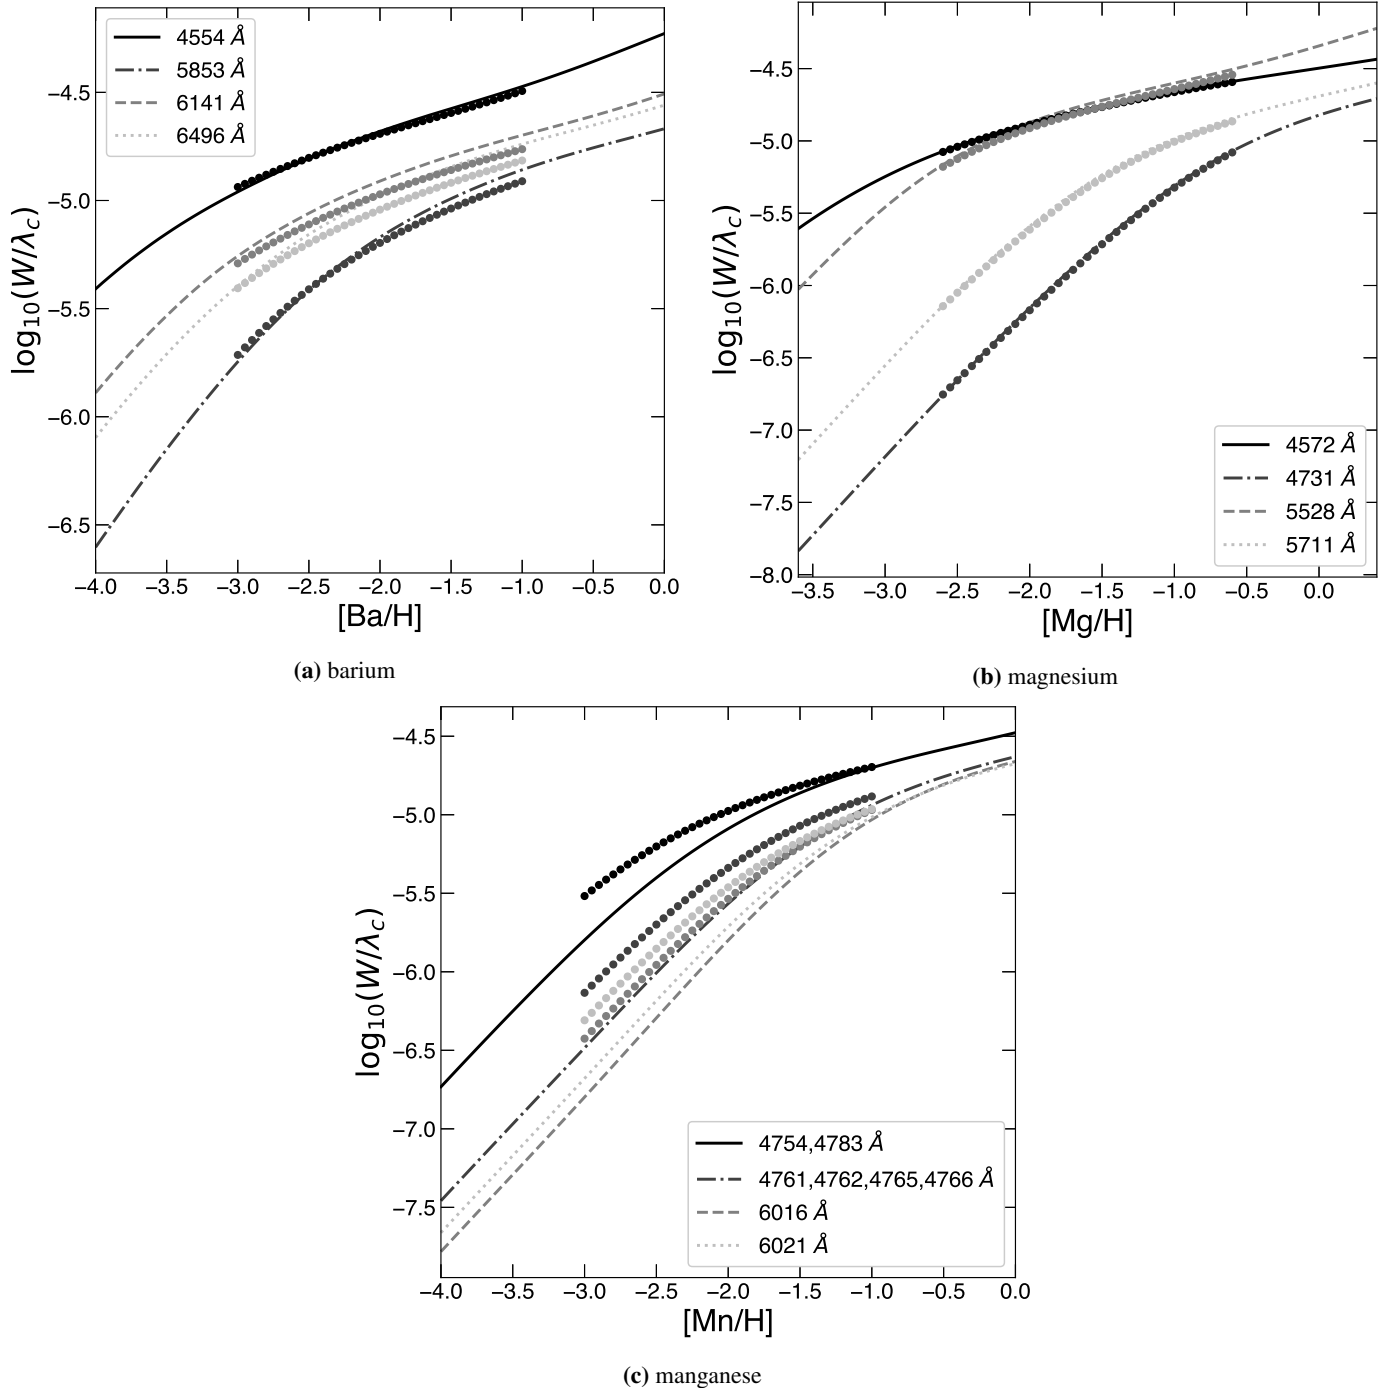 4554 Å
5853 Å
6141 Å
6496 Å
−4.5
−5.0
−5.5
−6.0
−6.5
log₁₀(W/λ_c)
−4.0 −3.5 −3.0 −2.5 −2.0 −1.5 −1.0 −0.5 0.0
[Ba/H]
(a) barium
−4.5
−5.0
−5.5
−6.0
−6.5
−7.0
−7.5
−8.0
log₁₀(W/λ_c)
4572 Å
4731 Å
5528 Å
5711 Å
−3.5 −3.0 −2.5 −2.0 −1.5 −1.0 −0.5 0.0
[Mg/H]
(b) magnesium
−4.5
−5.0
−5.5
−6.0
−6.5
−7.0
−7.5
log₁₀(W/λ_c)
4754,4783 Å
4761,4762,4765,4766 Å
6016 Å
6021 Å
−4.0 −3.5 −3.0 −2.5 −2.0 −1.5 −1.0 −0.5 0.0
[Mn/H]
(c) manganese